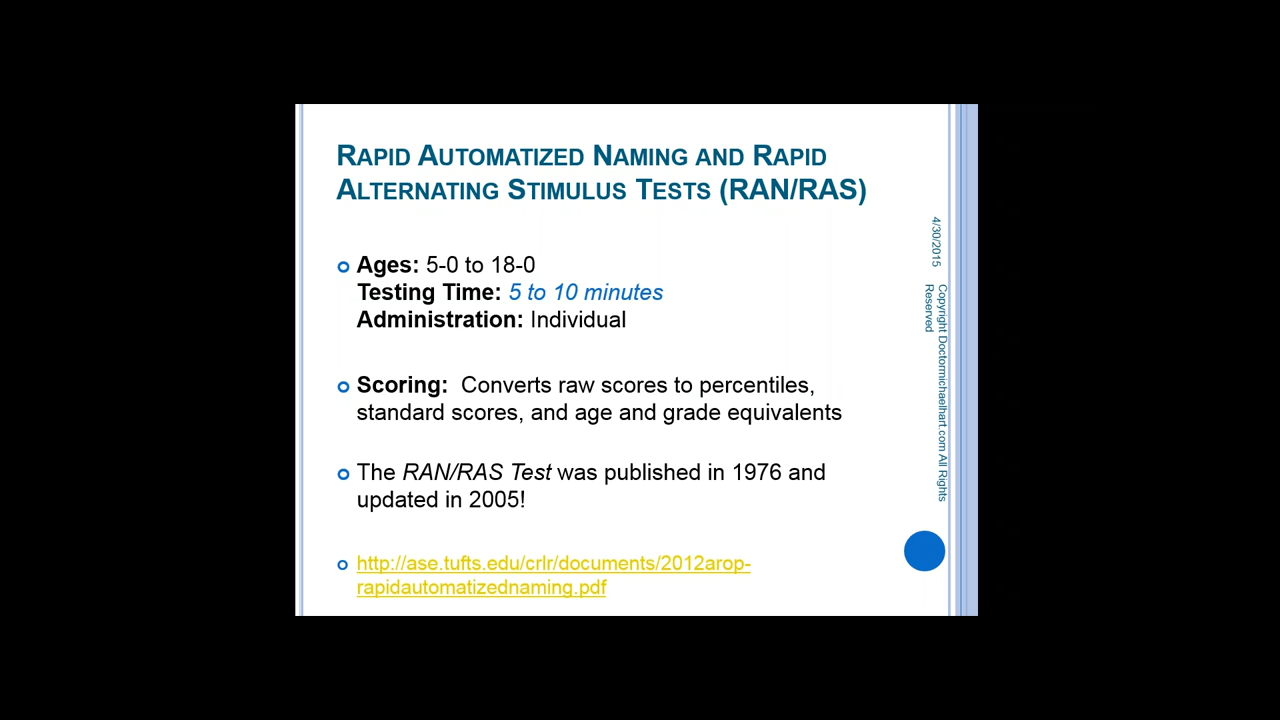 RAPID AUTOMATIZED NAMING AND RAPID
ALTERNATING STIMULUS TESTS (RAN/RAS)
Ages: 5-0 to 18-0
Testing Time: 5 to 10 minutes
Administration: Individual
Scoring:  Converts raw scores to percentiles,
standard scores, and age and grade equivalents
The RAN/RAS Test was published in 1976 and
updated in 2005!
http://ase.tufts.edu/crlr/documents/2012arop-
rapidautomatizednaming.pdf
4/30/2015
Copyright Doctormichaelhart.com All Rights
Reserved